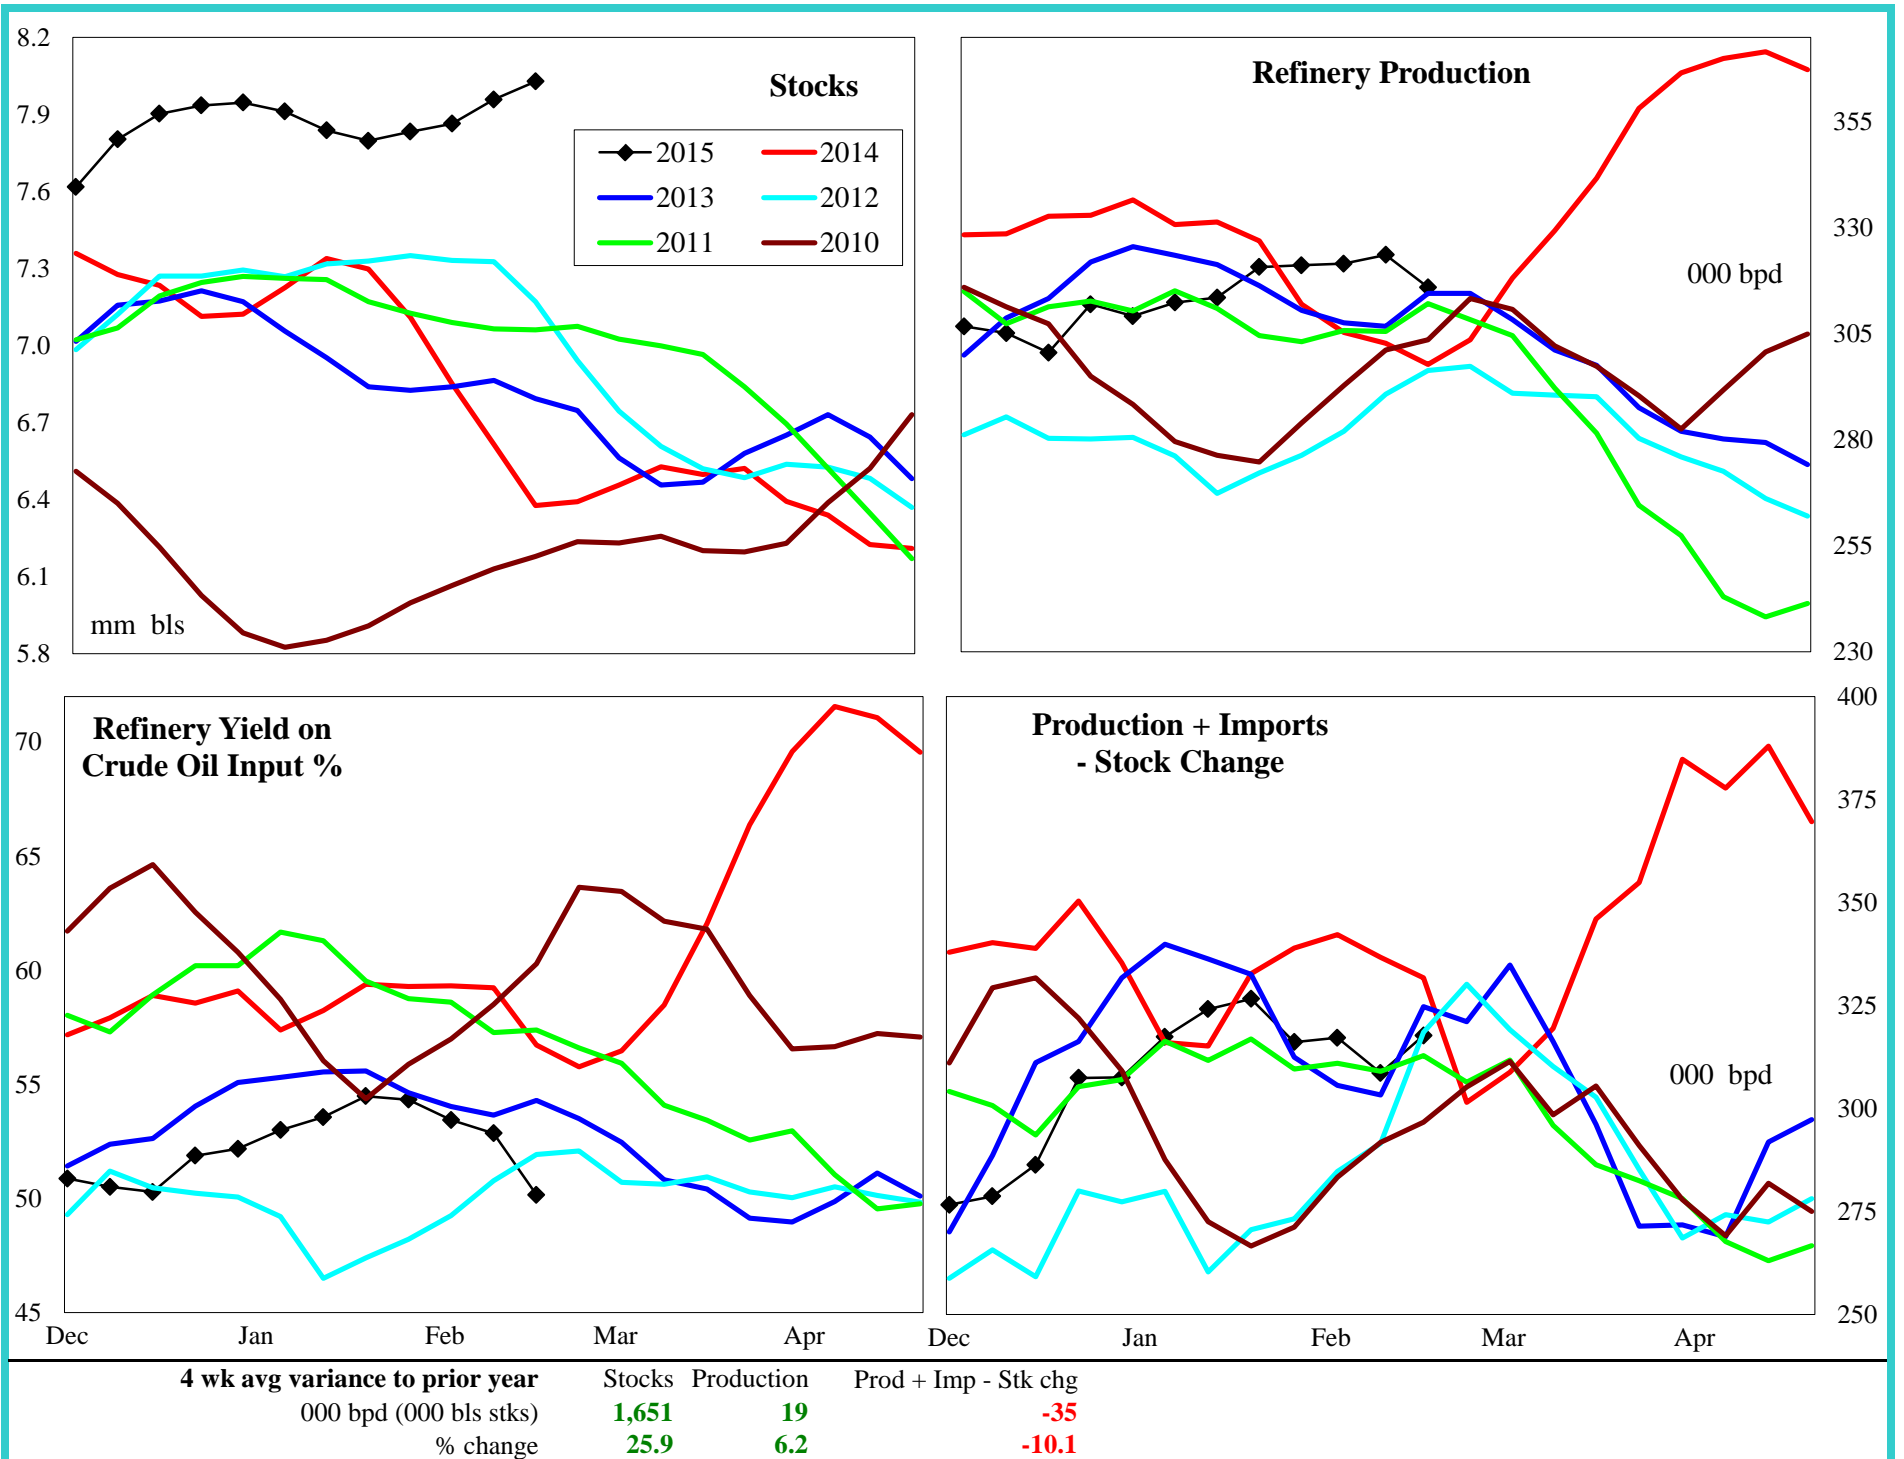 8.2
7.9
7.6
7.3
7.0
6.7
6.4
6.1
5.8
Stocks
2015
2014
2013
2012
2011
2010
mm bls
Refinery Production
000 bpd
355
330
305
280
255
230
Refinery Yield on
Crude Oil Input %
70
65
60
55
50
45
Dec Jan Feb Mar Apr
Production + Imports
- Stock Change
000 bpd
400
375
350
325
300
275
250
Dec Jan Feb Mar Apr
4 wk avg variance to prior year Stocks Production Prod + Imp - Stk chg
000 bpd (000 bls stks) 1,651 19 -35
% change 25.9 6.2 -10.1